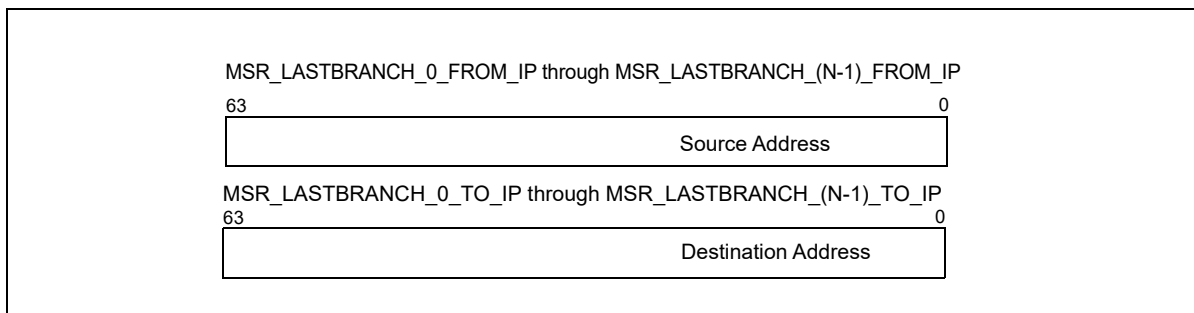 MSR_LASTBRANCH_0_FROM_IP through MSR_LASTBRANCH_(N-1)_FROM_IP
63 0
Source Address
MSR_LASTBRANCH_0_TO_IP through MSR_LASTBRANCH_(N-1)_TO_IP
63 0
Destination Address